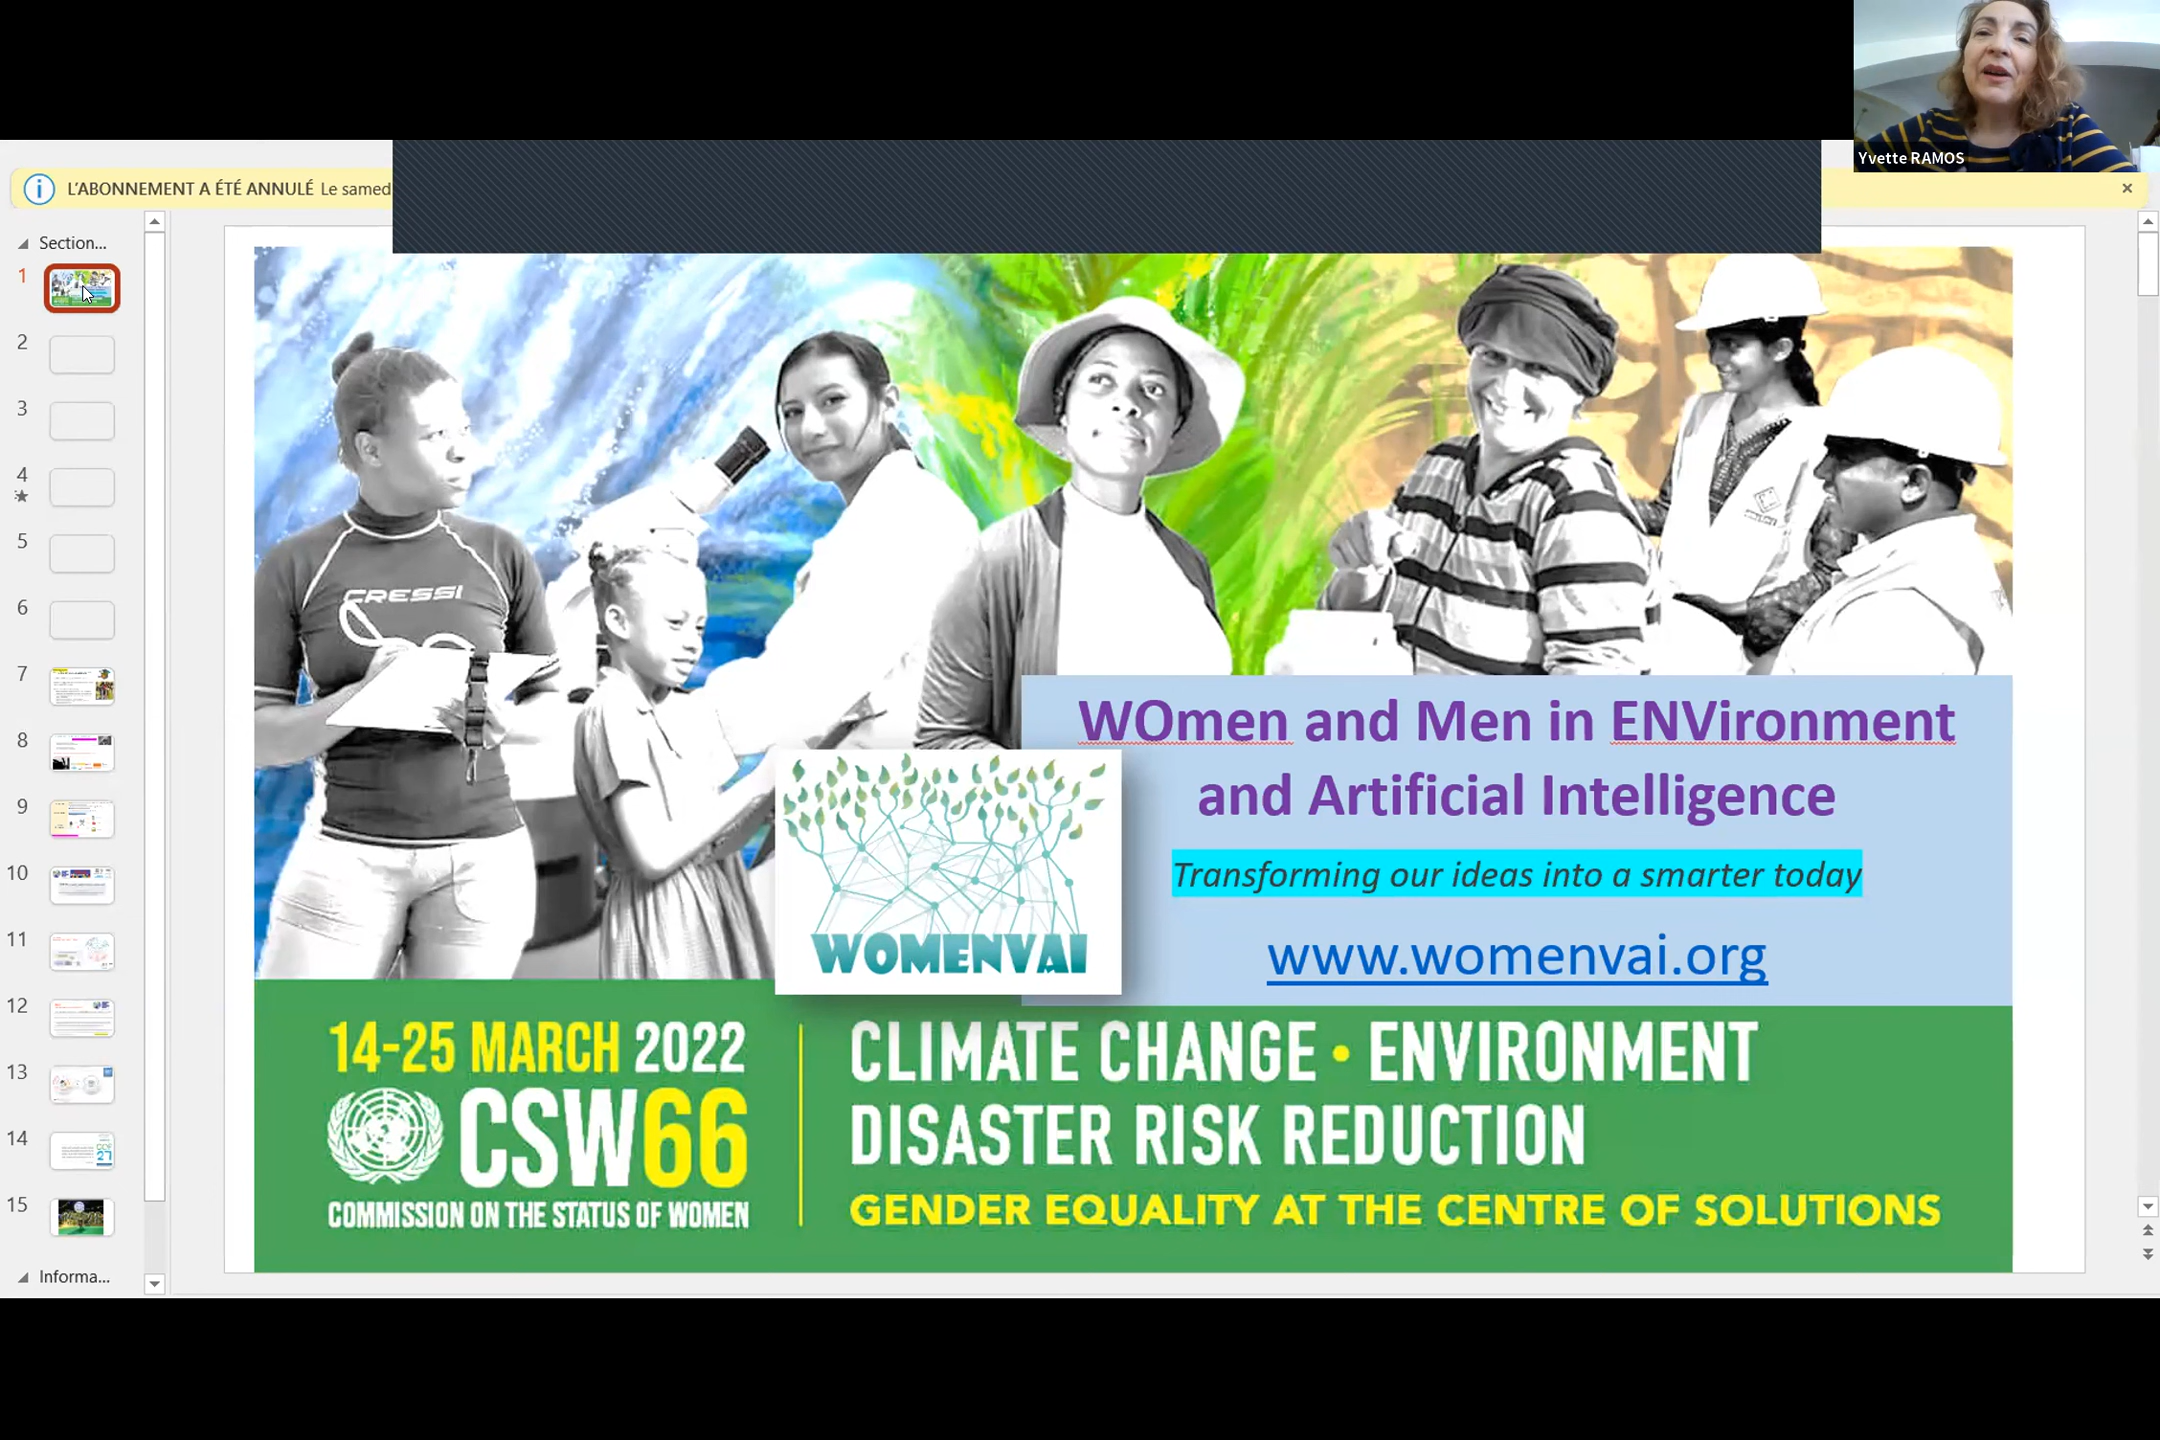 Yvette RAMOS
L'ABONNEMENT A ÉTÉ ANNULÉ Le samed
Section...
1
2
3
4
5
6
7
8
9
10
11
12
13
14
15
Informa...
CRESSI
WOmen and Men in ENVironment
and Artificial Intelligence
Transforming our ideas into a smarter today
www.womenvai.org
WOMENVAI
14-25 MARCH 2022
CSW66
COMMISSION ON THE STATUS OF WOMEN
CLIMATE CHANGE • ENVIRONMENT
DISASTER RISK REDUCTION
GENDER EQUALITY AT THE CENTRE OF SOLUTIONS